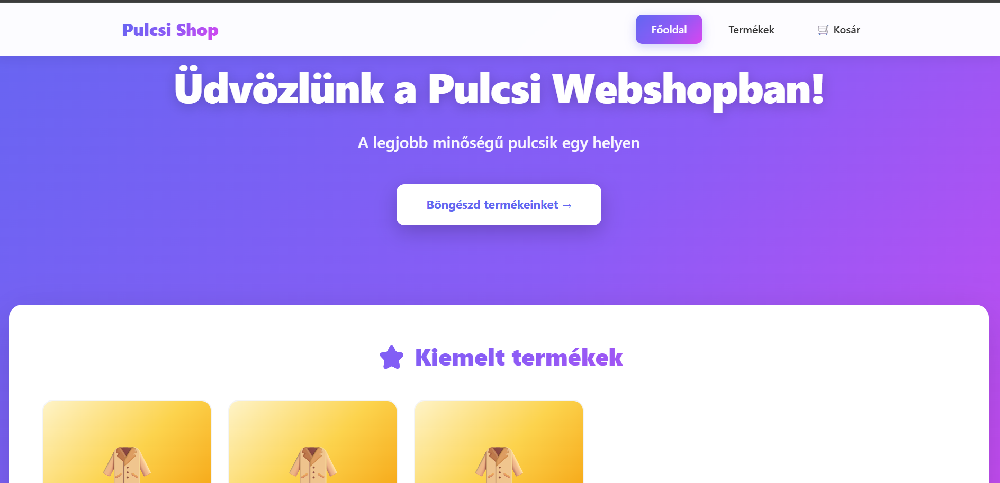 Pulcsi Shop
Főoldal
Termékek
Kosár
Üdvözlünk a Pulcsi Webshopban!
A legjobb minőségű pulcsik egy helyen
Böngészd termékeinket →
Kiemelt termékek